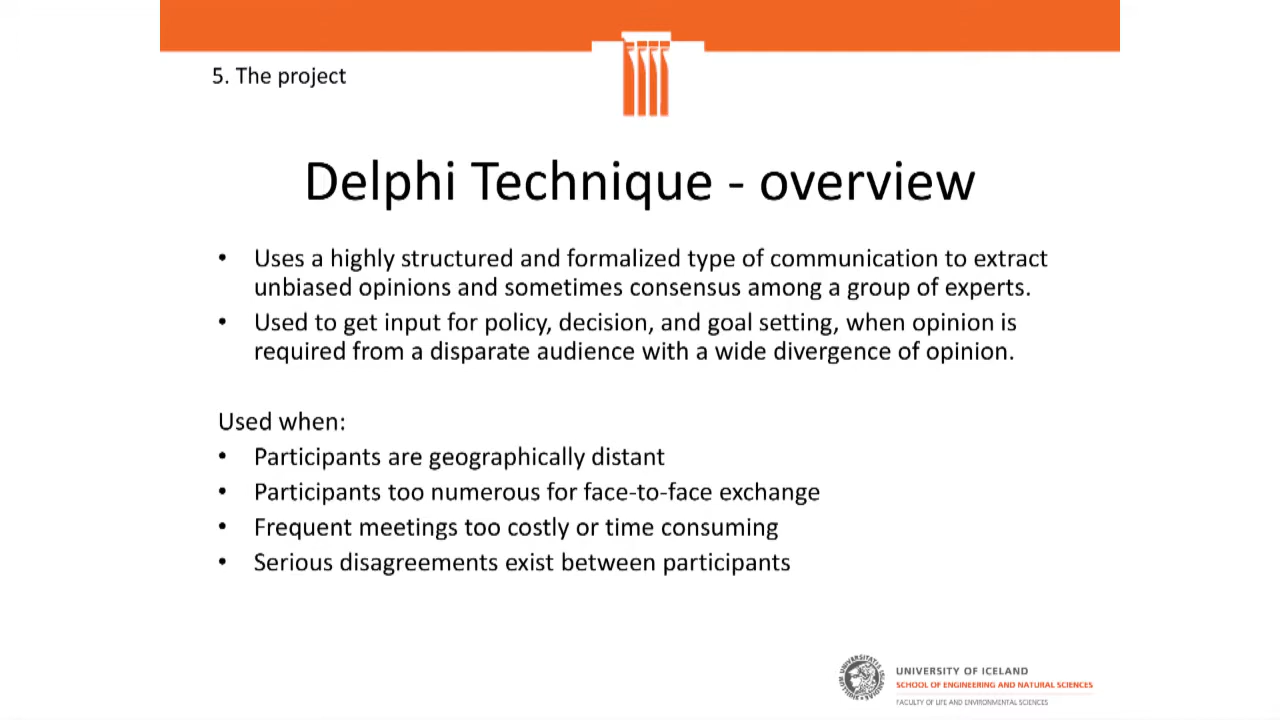 5. The project
Delphi Technique - overview
• Uses a highly structured and formalized type of communication to extract
unbiased opinions and sometimes consensus among a group of experts.
• Used to get input for policy, decision, and goal setting, when opinion is
required from a disparate audience with a wide divergence of opinion.
Used when:
• Participants are geographically distant
• Participants too numerous for face-to-face exchange
• Frequent meetings too costly or time consuming
• Serious disagreements exist between participants
UNIVERSITY OF ICELAND
SCHOOL OF ENGINEERING AND NATURAL SCIENCES
FACULTY OF LIFE AND ENVIRONMENTAL SCIENCES